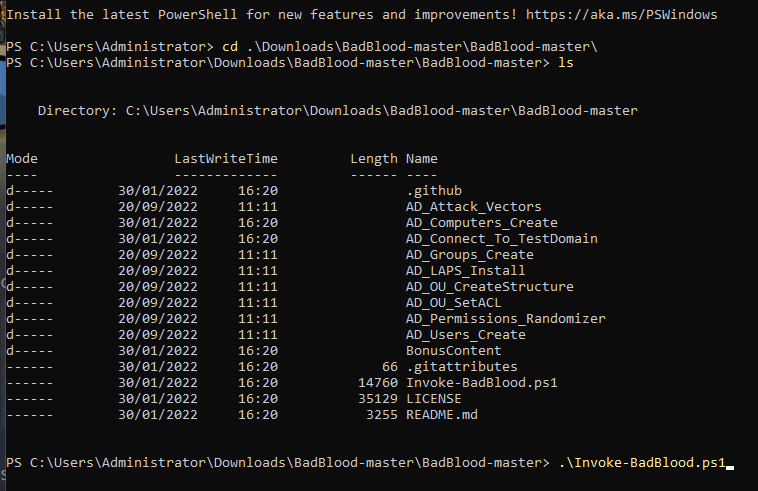 Install the latest PowerShell for new features and improvements! https://aka.ms/PSWindows
PS C:\Users\Administrator> cd .\Downloads\BadBlood-master\BadBlood-master\
PS C:\Users\Administrator\Downloads\BadBlood-master\BadBlood-master> ls
Directory: C:\Users\Administrator\Downloads\BadBlood-master\BadBlood-master
Mode                 LastWriteTime         Length Name
----                 -------------         ------ ----
d-----        30/01/2022     16:20                .github
d-----        20/09/2022     11:11                AD_Attack_Vectors
d-----        30/01/2022     16:20                AD_Computers_Create
d-----        30/01/2022     16:20                AD_Connect_To_TestDomain
d-----        20/09/2022     11:11                AD_Groups_Create
d-----        20/09/2022     11:11                AD_LAPS_Install
d-----        20/09/2022     11:11                AD_OU_CreateStructure
d-----        20/09/2022     11:11                AD_OU_SetACL
d-----        20/09/2022     11:11                AD_Permissions_Randomizer
d-----        20/09/2022     11:11                AD_Users_Create
d-----        30/01/2022     16:20                BonusContent
------        30/01/2022     16:20             66 .gitattributes
------        30/01/2022     16:20          14760 Invoke-BadBlood.ps1
------        30/01/2022     16:20          35129 LICENSE
------        30/01/2022     16:20           3255 README.md
PS C:\Users\Administrator\Downloads\BadBlood-master\BadBlood-master> .\Invoke-BadBlood.ps1